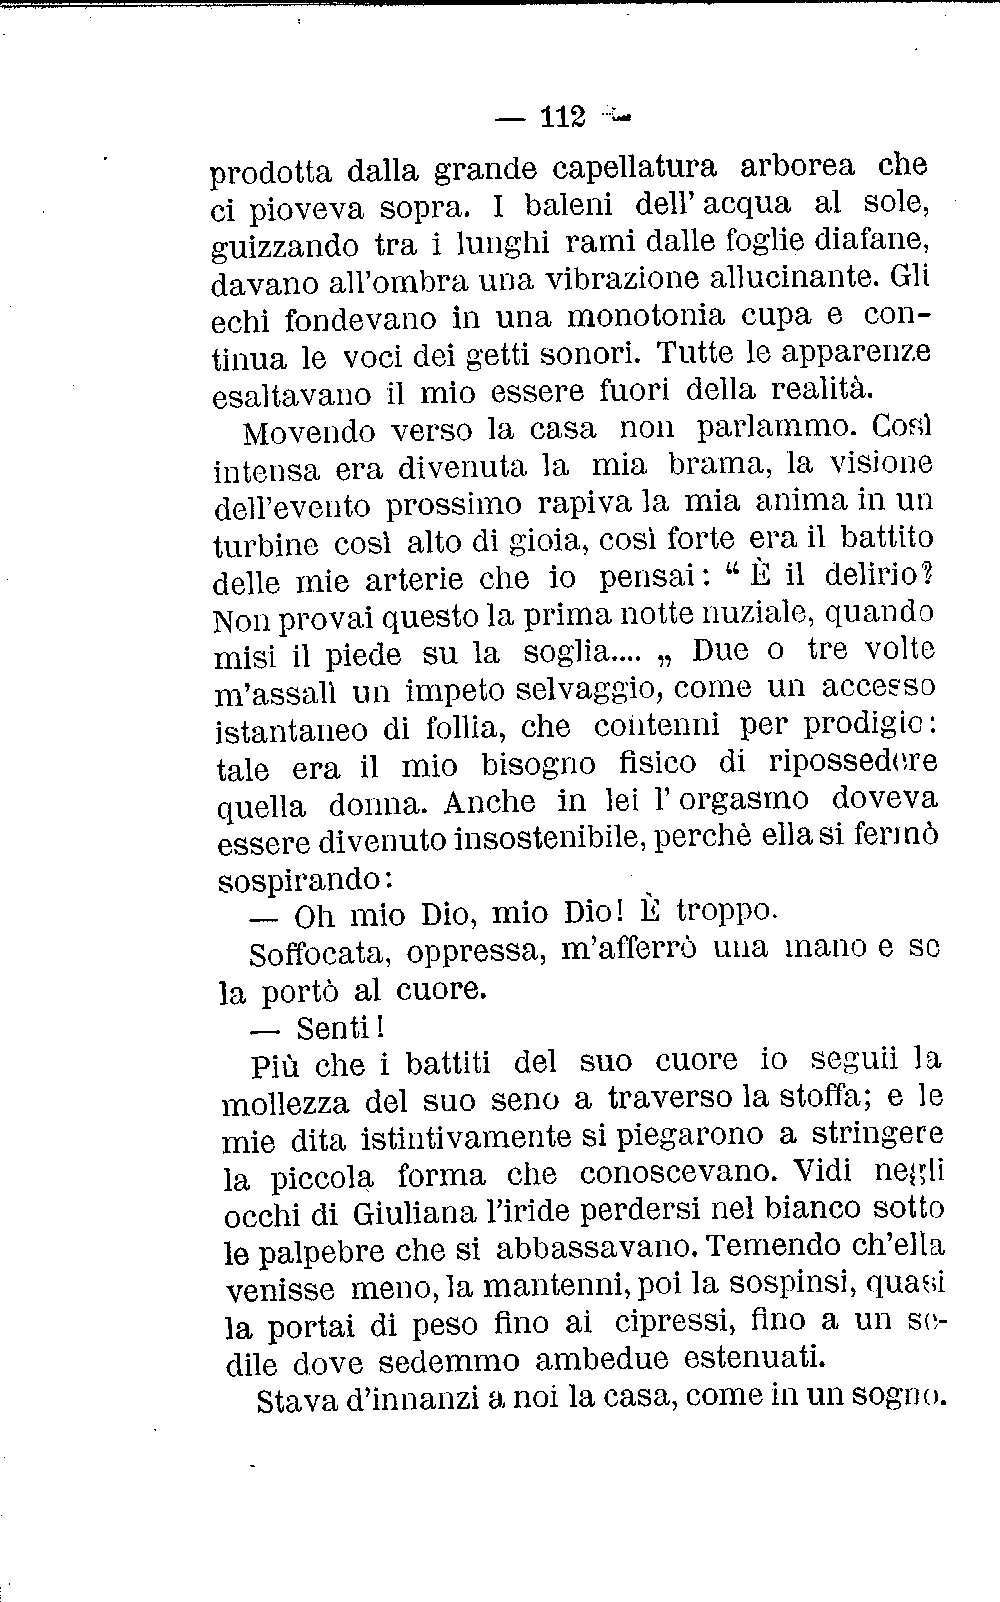 — 112 —
prodotta dalla grande capellatura arborea che
ci pioveva sopra. I baleni dell' acqua al sole,
guizzando tra i lunghi rami dalle foglie diafane,
davano all'ombra una vibrazione allucinante. Gli
echi fondevano in una monotonia cupa e con-
tinua le voci dei getti sonori. Tutte le apparenze
esaltavano il mio essere fuori della realità.
Movendo verso la casa non parlammo. Così
intensa era divenuta la mia brama, la visione
dell'evento prossimo rapiva la mia anima in un
turbine così alto di gioia, così forte era il battito
delle mie arterie che io pensai: “ È il delirio?
Non provai questo la prima notte nuziale, quando
misi il piede su la soglia.... „ Due o tre volte
m'assalì un impeto selvaggio, come un accesso
istantaneo di follia, che contenni per prodigio:
tale era il mio bisogno fisico di ripossedere
quella donna. Anche in lei l' orgasmo doveva
essere divenuto insostenibile, perchè ella si fermò
sospirando:
— Oh mio Dio, mio Dio! È troppo.
Soffocata, oppressa, m'afferrò una mano e se
la portò al cuore.
— Senti!
Più che i battiti del suo cuore io seguii la
mollezza del suo seno a traverso la stoffa; e le
mie dita istintivamente si piegarono a stringere
la piccola forma che conoscevano. Vidi negli
occhi di Giuliana l'iride perdersi nel bianco sotto
le palpebre che si abbassavano. Temendo ch'ella
venisse meno, la mantenni, poi la sospinsi, quasi
la portai di peso fino ai cipressi, fino a un se-
dile dove sedemmo ambedue estenuati.
Stava d'innanzi a noi la casa, come in un sogno.